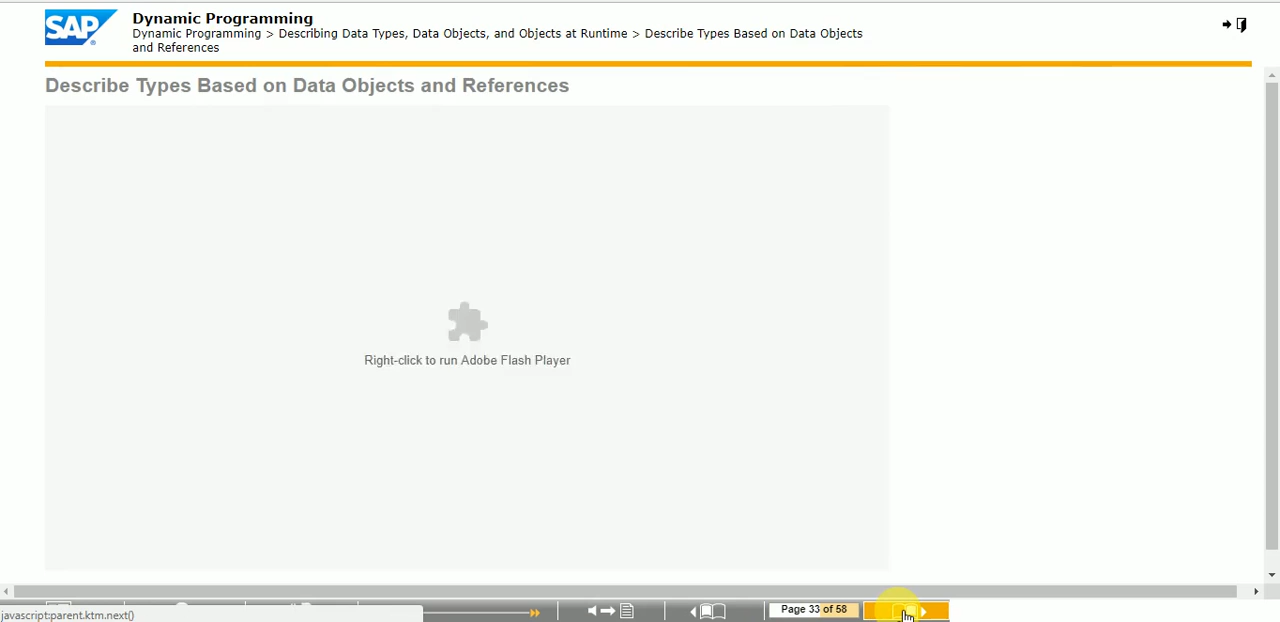 SAP
Dynamic Programming
Dynamic Programming > Describing Data Types, Data Objects, and Objects at Runtime > Describe Types Based on Data Objects
and References
Describe Types Based on Data Objects and References
Right-click to run Adobe Flash Player
Page 33 of 58
javascript:parent.ktm.next()